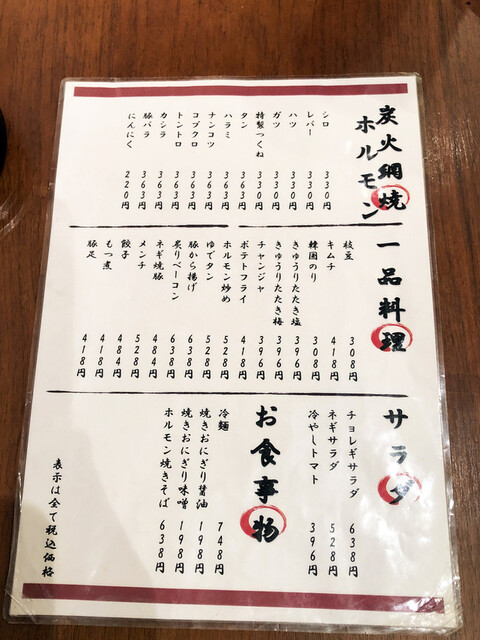 炭火網焼
ホルモン
シロ 330円
レバー 330円
ハツ 330円
ガツ 330円
特製つくね 330円
タン 363円
ハラミ 363円
ナンコツ 363円
コブクロ 363円
トントロ 363円
カシラ 363円
豚バラ 363円
にんにく 220円
一品料理
枝豆 308円
キムチ 418円
韓国のり 308円
きゅうりたたき塩 396円
きゅうりたたき梅 396円
チャンジャ 396円
ポテトフライ 418円
ホルモン炒め 528円
ゆでタン 528円
豚から揚げ 638円
炙りベーコン 638円
ネギ焼豚 484円
メンチ 528円
餃子 484円
もつ煮 418円
豚足 418円
サラダ
チョレギサラダ 638円
ネギサラダ 528円
冷やしトマト 396円
お食事物
冷麺 748円
焼きおにぎり醤油 198円
焼きおにぎり味噌 198円
ホルモン焼きそば 638円
表示は全て税込価格